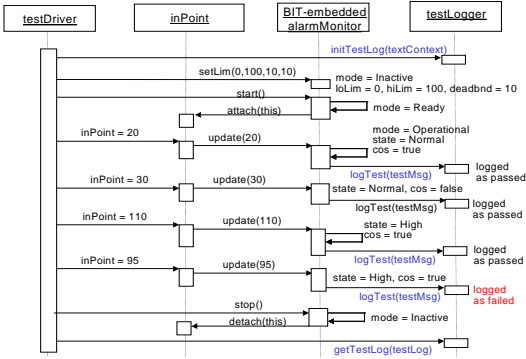 testDriver
inPoint
BIT-embedded
alarmMonitor
testLogger
initTestLog(textContext)
setLim(0,100,10,10)
mode = Inactive
loLim = 0, hiLim = 100, deadbnd = 10
start()
mode = Ready
attach(this)
inPoint = 20
update(20)
mode = Operational
state = Normal
cos = true
logTest(testMsg)
logged
as passed
inPoint = 30
update(30)
state = Normal, cos = false
logTest(testMsg)
logged
as passed
inPoint = 110
update(110)
state = High
cos = true
logTest(testMsg)
logged
as passed
inPoint = 95
update(95)
state = High, cos = true
logTest(testMsg)
logged
as failed
stop()
mode = Inactive
detach(this)
getTestLog(testLog)